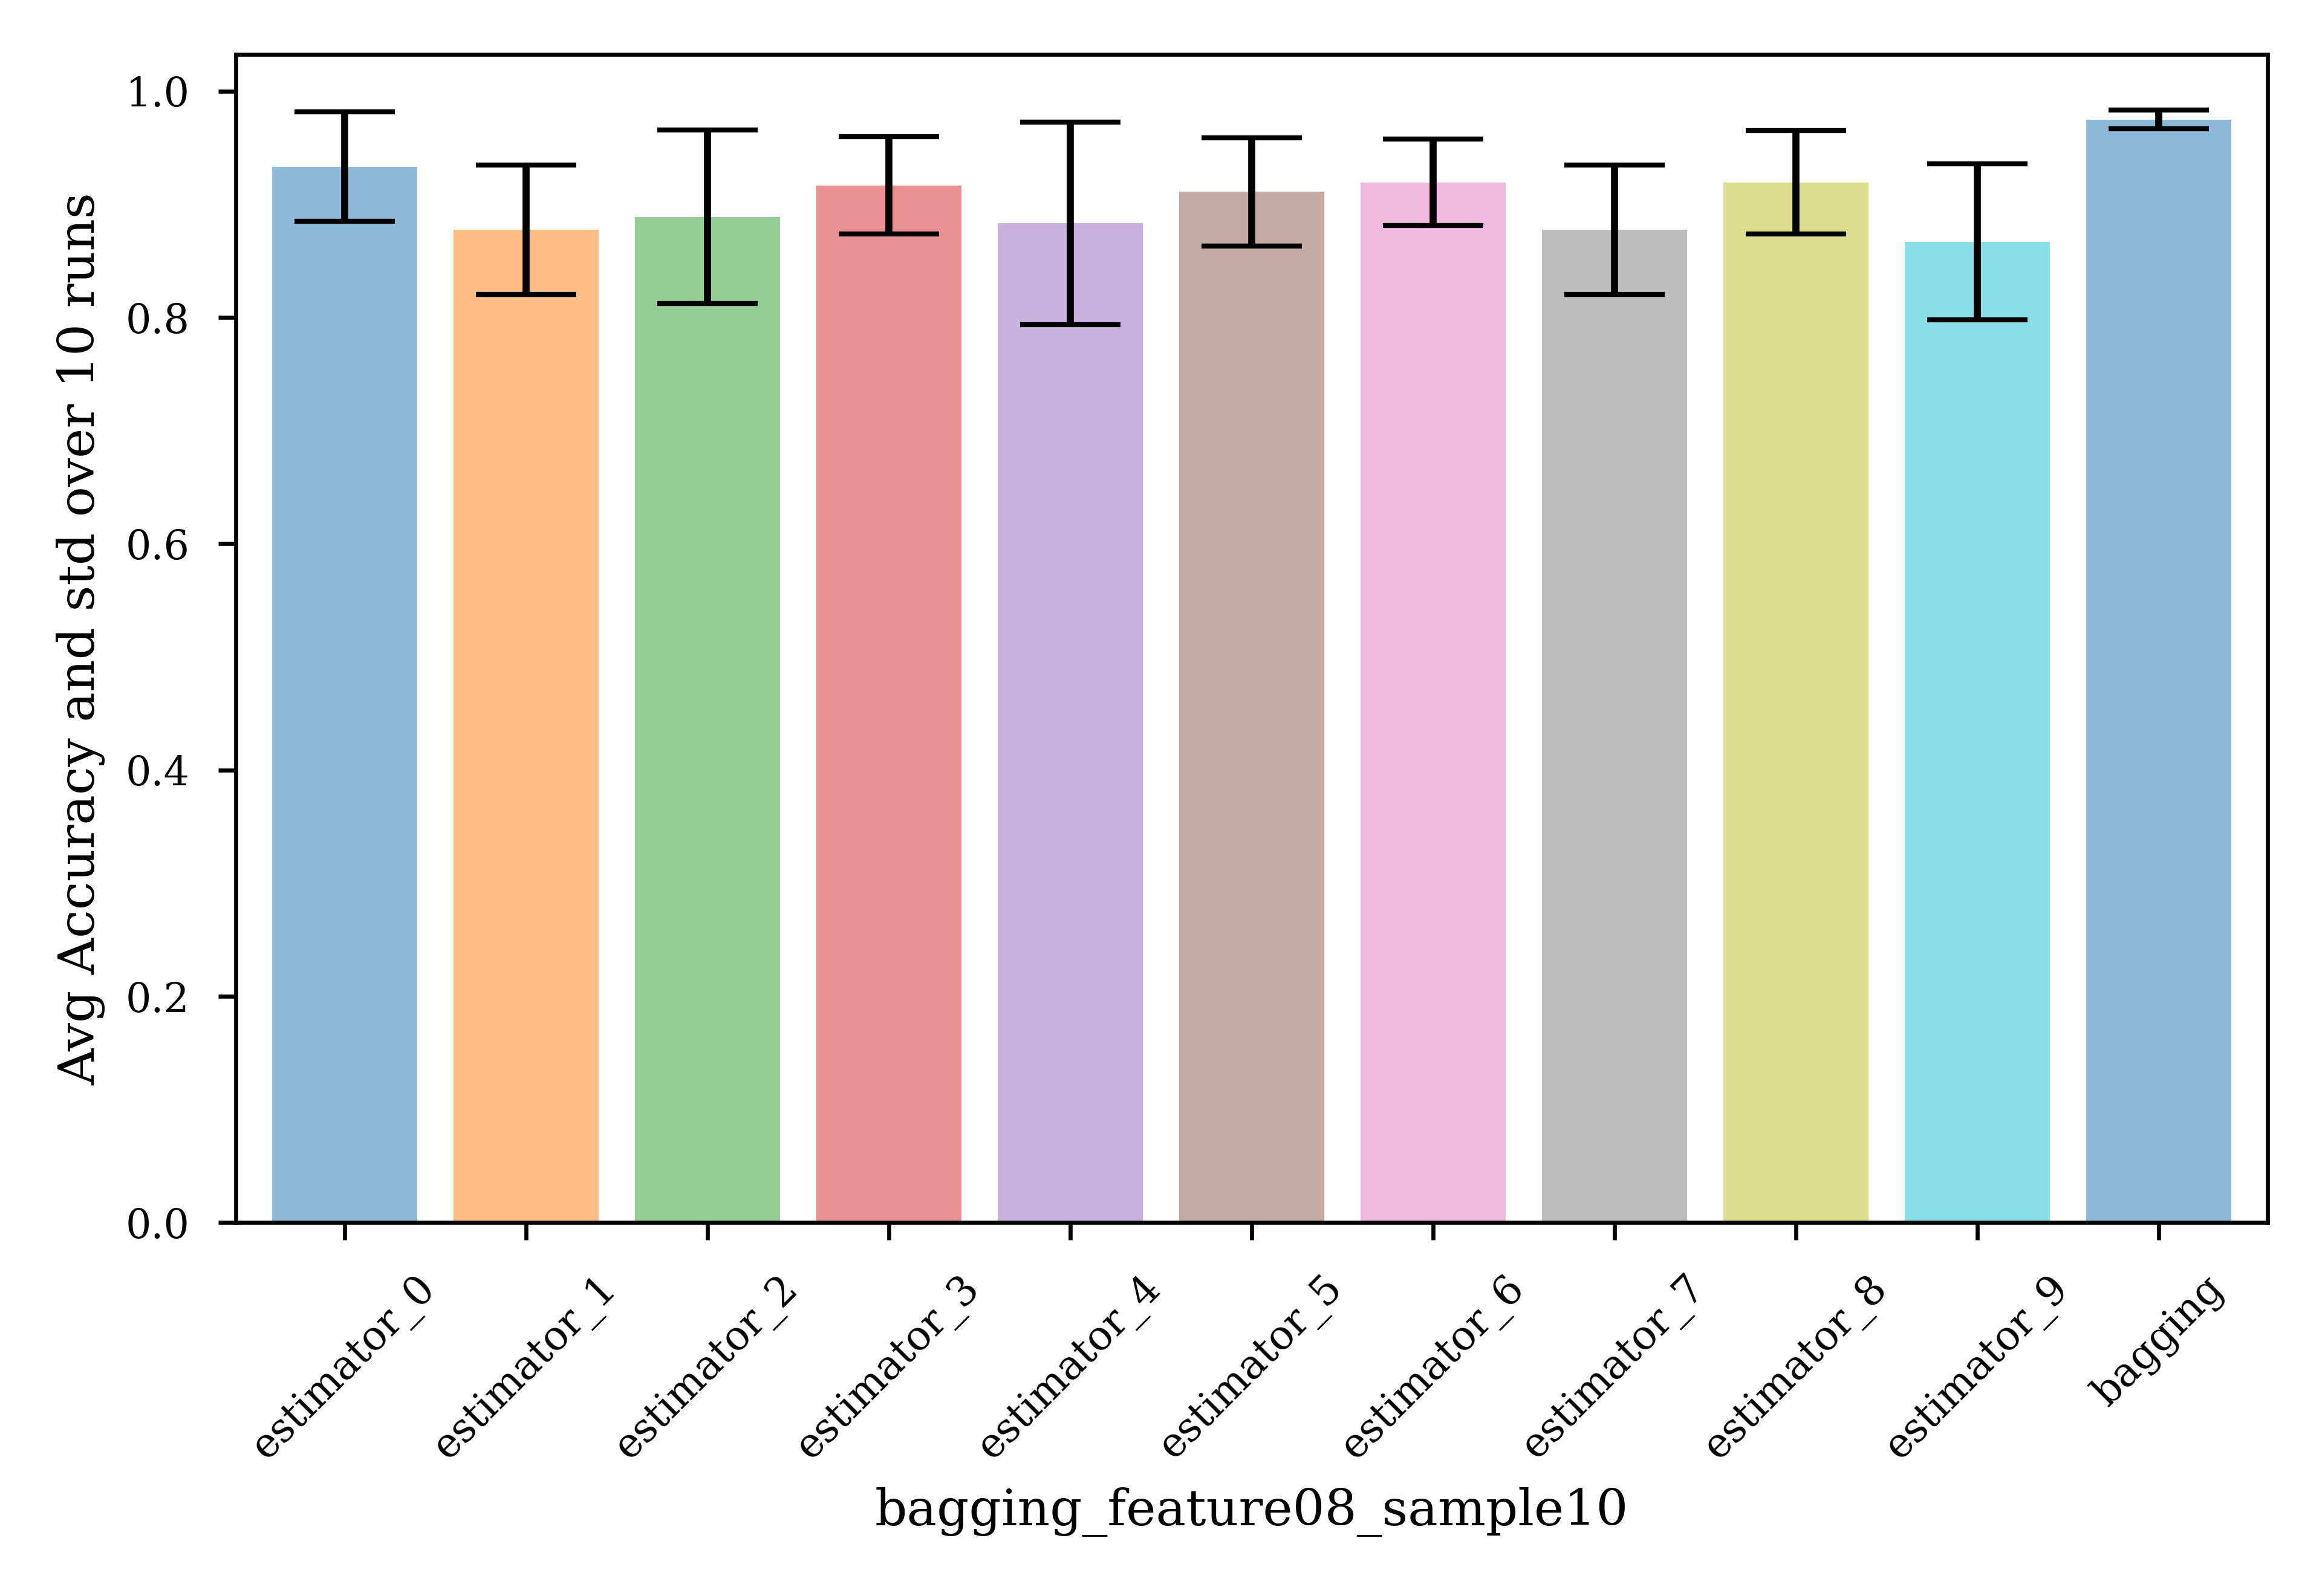 Avg Accuracy and std over 10 runs
1.0
0.8
0.6
0.4
0.2
0.0
estimator_0
estimator_1
estimator_2
estimator_3
estimator_4
estimator_5
estimator_6
estimator_7
estimator_8
estimator_9
bagging
bagging_feature08_sample10